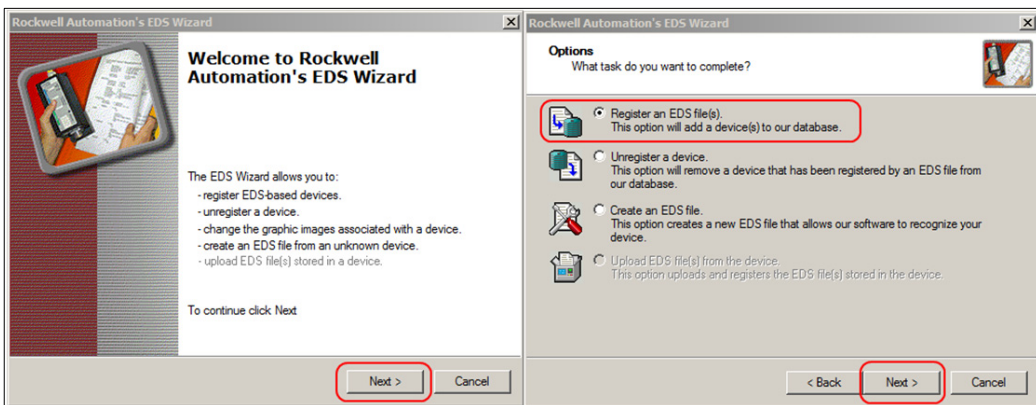 Rockwell Automation's EDS Wizard
Welcome to Rockwell
Automation's EDS Wizard
The EDS Wizard allows you to:
- register EDS-based devices.
- unregister a device.
- change the graphic images associated with a device.
- create an EDS file from an unknown device.
- upload EDS file(s) stored in a device.
To continue click Next
Next >
Cancel
Rockwell Automation's EDS Wizard
Options
What task do you want to complete?
Register an EDS file(s).
This option will add a device(s) to our database.
Unregister a device.
This option will remove a device that has been registered by an EDS file from
our database.
Create an EDS file.
This option creates a new EDS file that allows our software to recognize your
device.
Upload EDS file(s) from the device.
This option uploads and registers the EDS file(s) stored in the device.
< Back
Next >
Cancel